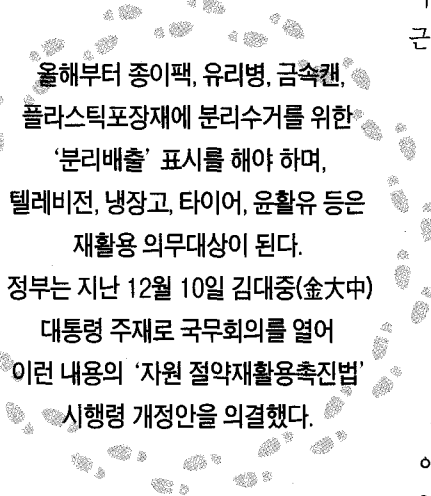 올해부터 종이팩, 유리병, 금속캔,
플라스틱포장재에 분리수거를 위한
‘분리배출’ 표시를 해야 하며,
텔레비전, 냉장고, 타이어, 윤활유 등은
재활용 의무대상이 된다.
정부는 지난 12월 10일 김대중(金大中)
대통령 주재로 국무회의를 열어
이런 내용의 ‘자원 절약재활용촉진법’
시행령 개정안을 의결했다.